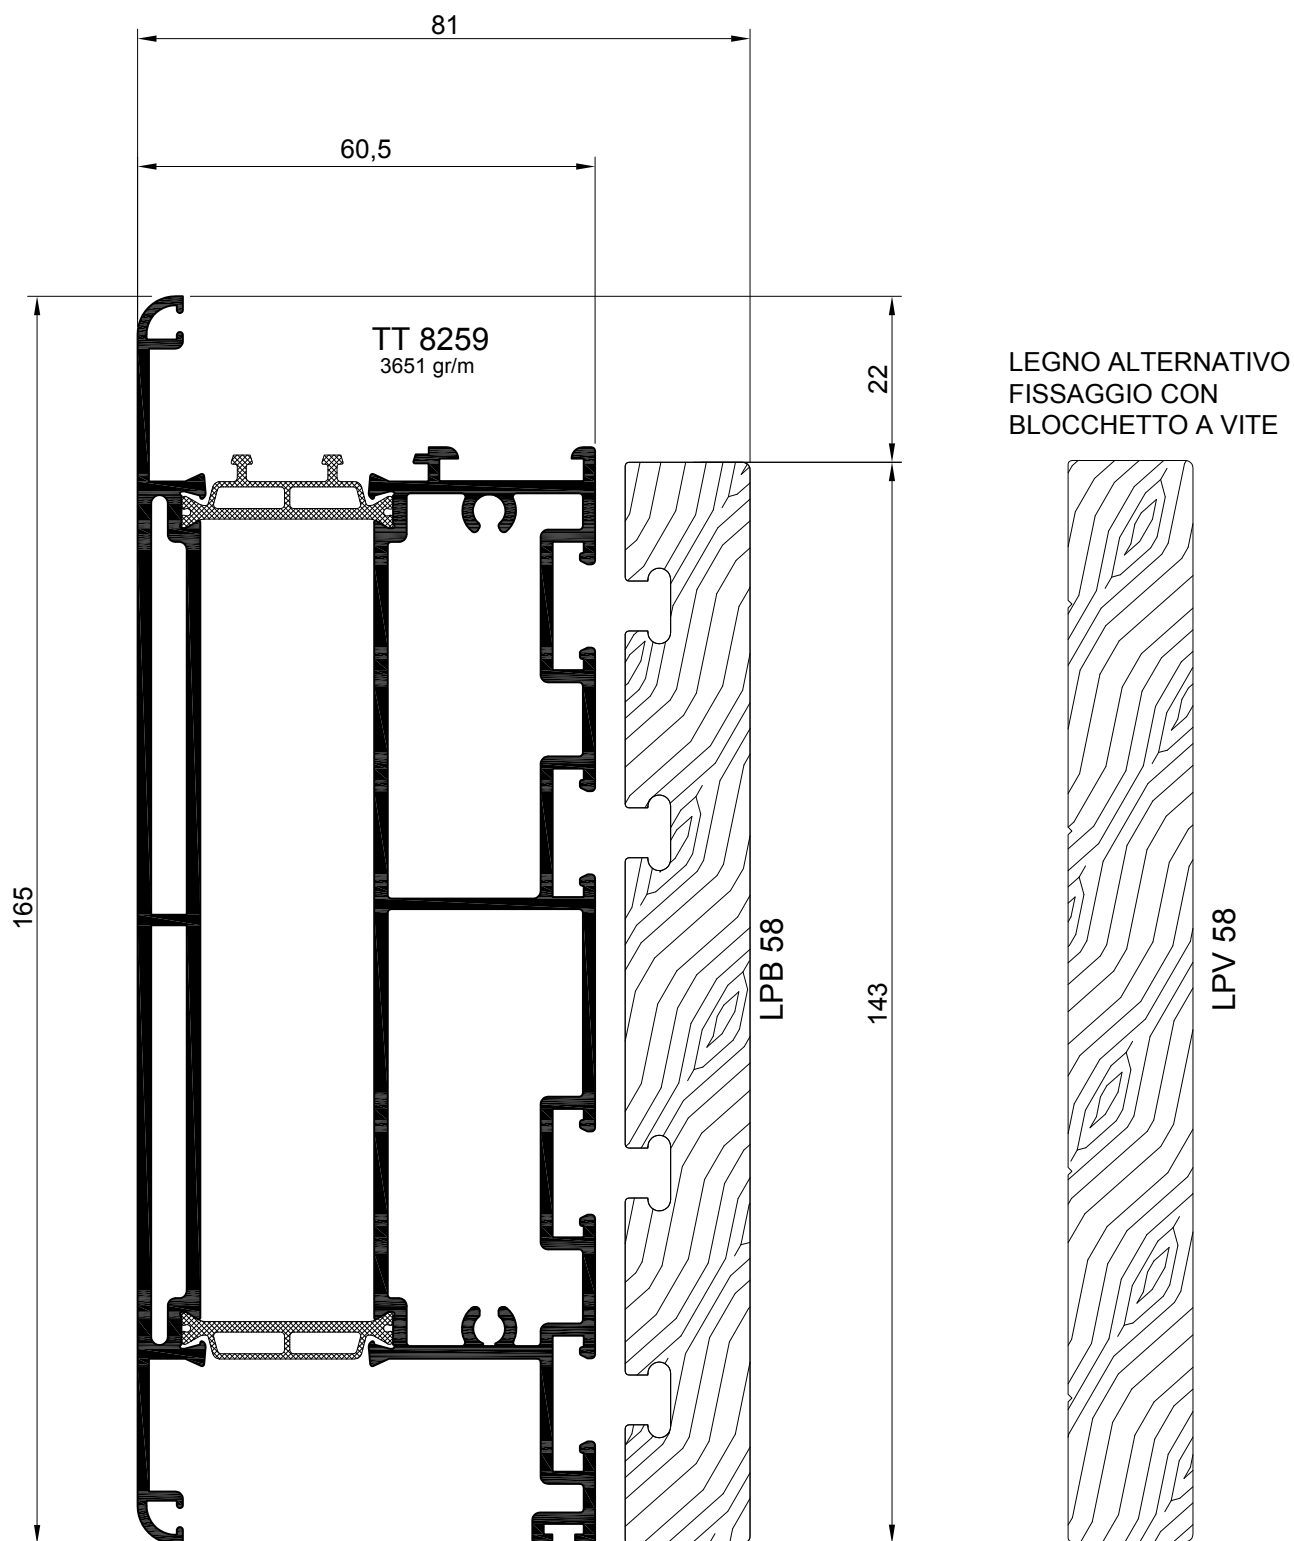 81
60,5
TT 8259
3651 gr/m
22
LEGNO ALTERNATIVO
FISSAGGIO CON
BLOCCHETTO A VITE
165
LPB 58
143
LPV 58